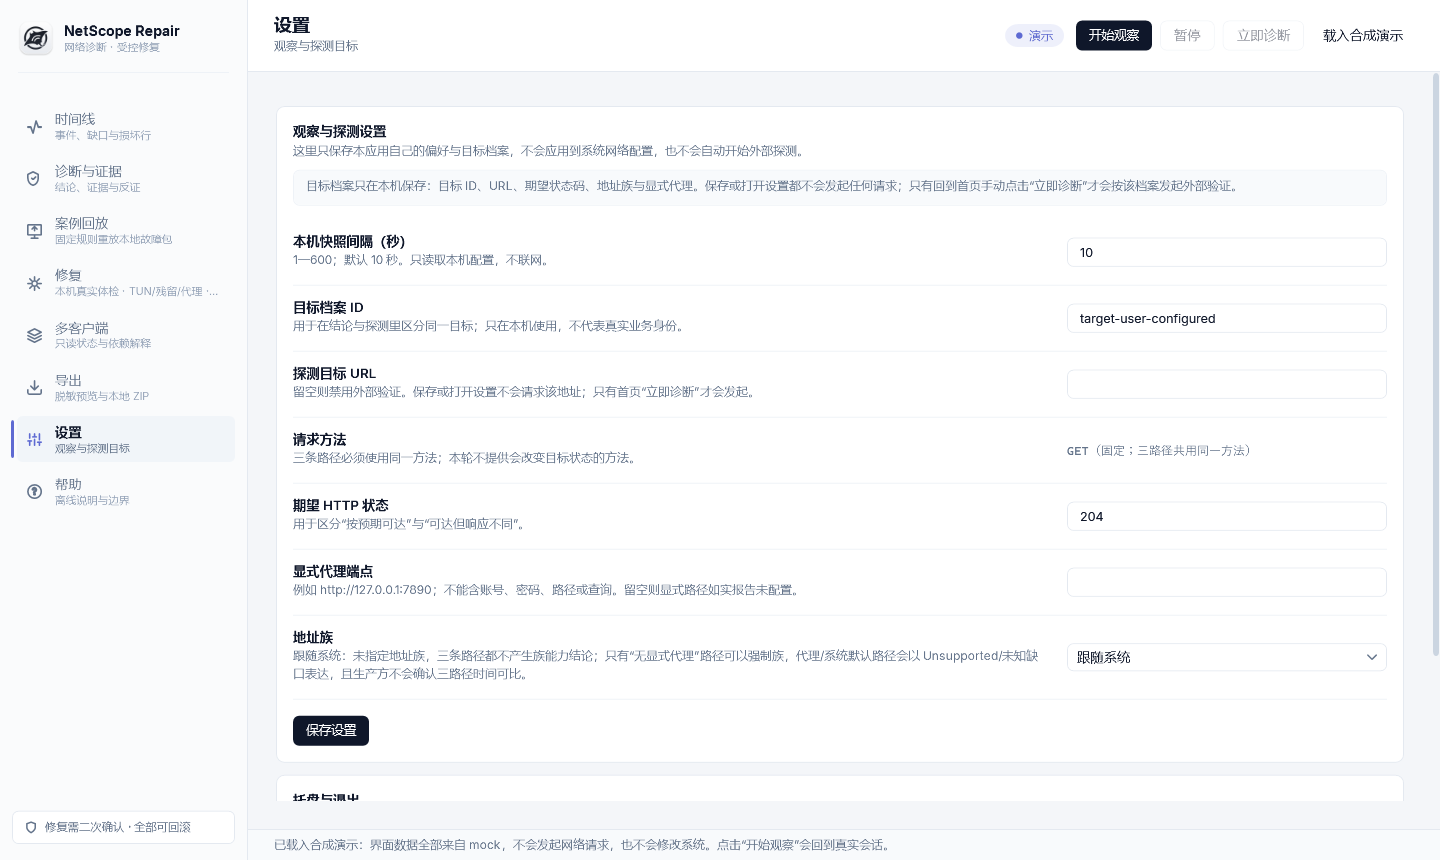 NetScope Repair
网络诊断 · 受控修复
时间线
事件、缺口与损坏行
诊断与证据
结论、证据与反证
案例回放
固定规则重放本地故障包
修复
本机真实体检 · TUN/残留/代理 ·...
多客户端
只读状态与依赖解释
导出
脱敏预览与本地 ZIP
设置
观察与探测目标
帮助
离线说明与边界
修复需二次确认 · 全部可回滚
设置
观察与探测目标
演示
开始观察
暂停
立即诊断
载入合成演示
观察与探测设置
这里只保存本应用自己的偏好与目标档案，不会应用到系统网络配置，也不会自动开始外部探测。
目标档案只在本机保存：目标 ID、URL、期望状态码、地址族与显式代理。保存或打开设置都不会发起任何请求；只有回到首页手动点击“立即诊断”才会按该档案发起外部验证。
本机快照间隔（秒）
1—600；默认 10 秒。只读取本机配置，不联网。
10
目标档案 ID
用于在结论与探测里区分同一目标；只在本机使用，不代表真实业务身份。
target-user-configured
探测目标 URL
留空则禁用外部验证。保存或打开设置不会请求该地址；只有首页“立即诊断”才会发起。
请求方法
三条路径必须使用同一方法；本轮不提供会改变目标状态的方法。
GET（固定；三路径共用同一方法）
期望 HTTP 状态
用于区分“按预期可达”与“可达但响应不同”。
204
显式代理端点
例如 http://127.0.0.1:7890；不能含账号、密码、路径或查询。留空则显式路径如实报告未配置。
地址族
跟随系统：未指定地址族，三条路径都不产生族能力结论；只有“无显式代理”路径可以强制族，代理/系统默认路径会以 Unsupported/未知缺
口表达，且生产方不会确认三路径时间可比。
跟随系统
保存设置
托盘与退出
已载入合成演示：界面数据全部来自 mock，不会发起网络请求，也不会修改系统。点击“开始观察”会回到真实会话。